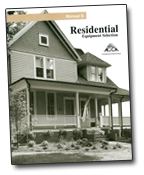 Manual S
Residential
Equipment Selection